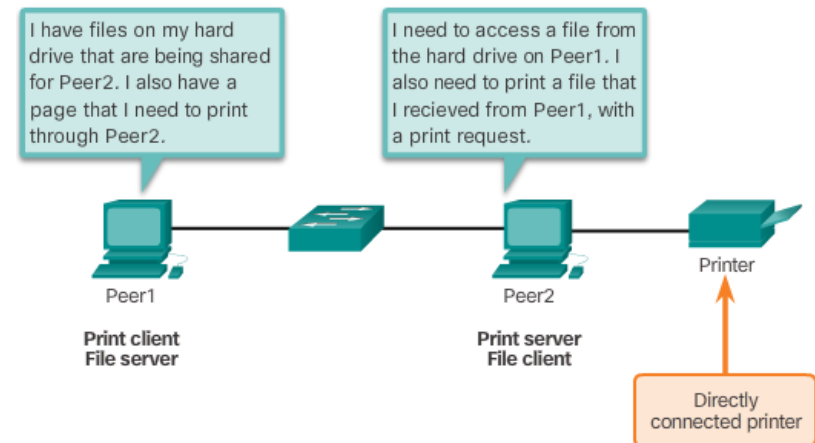 I have files on my hard
drive that are being shared
for Peer2. I also have a
page that I need to print
through Peer2.
I need to access a file from
the hard drive on Peer1. I
also need to print a file that
I recieved from Peer1, with
a print request.
Peer1
Peer2
Printer
Print client
File server
Print server
File client
Directly
connected printer